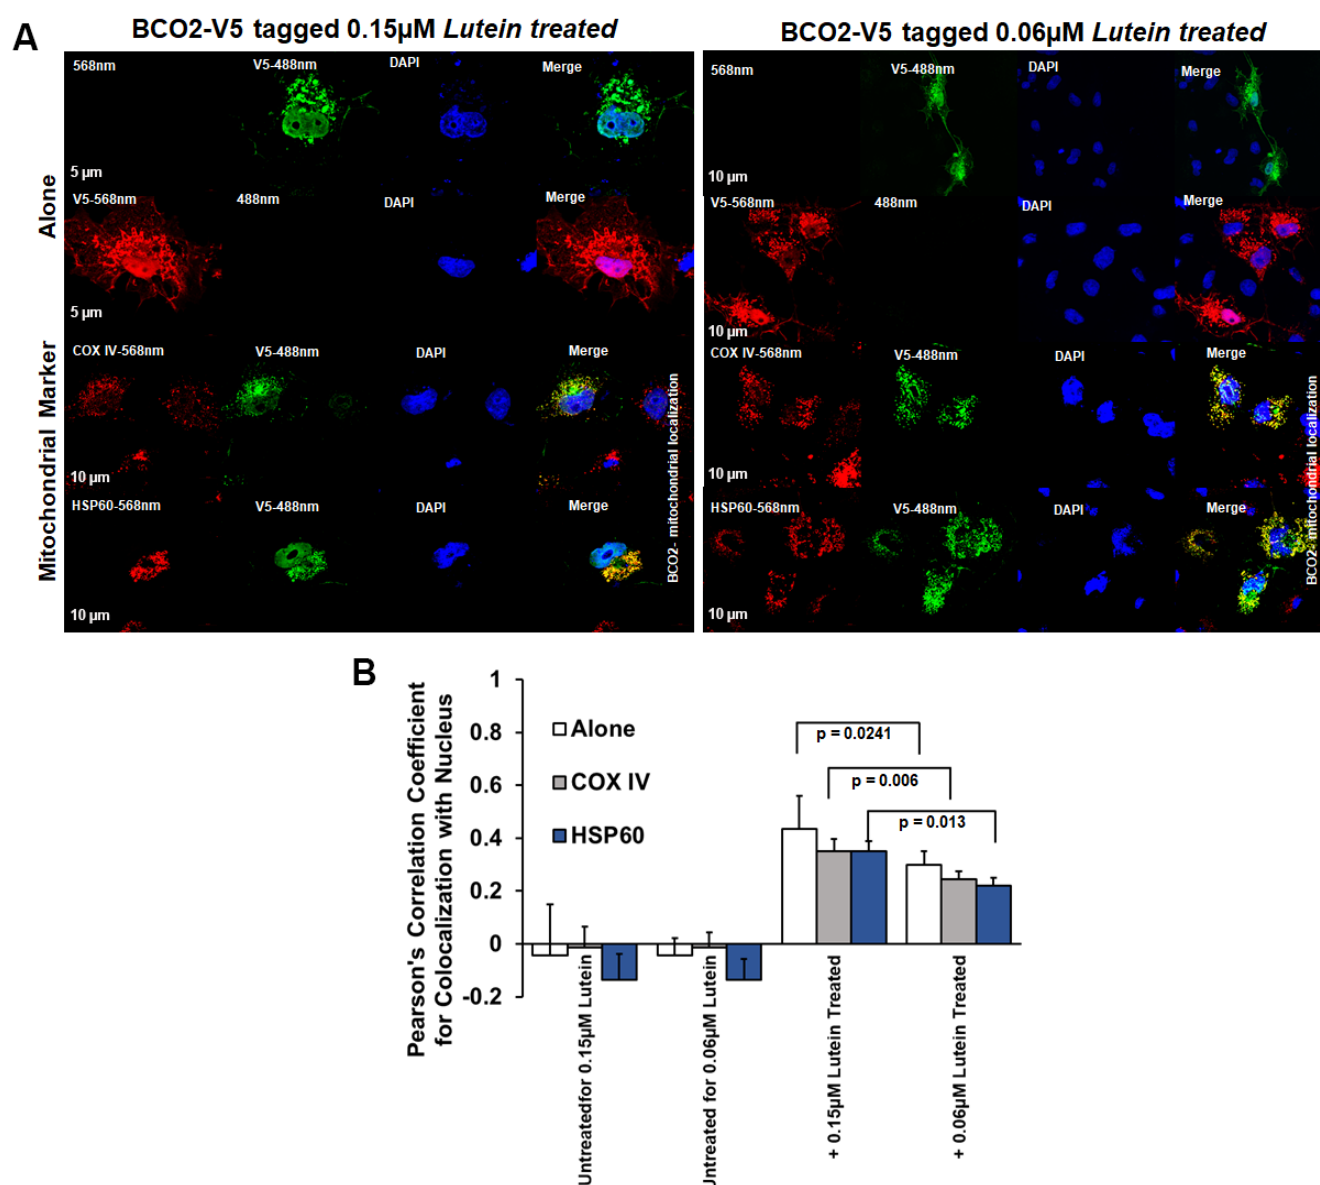 A
BCO2-V5 tagged 0.15μM Lutein treated
BCO2-V5 tagged 0.06μM Lutein treated
Alone
Mitochondrial Marker
568nm
V5-488nm
DAPI
Merge
5 μm
V5-568nm
488nm
DAPI
Merge
5 μm
COX IV-568nm
V5-488nm
DAPI
Merge
10 μm
HSP60-568nm
V5-488nm
DAPI
Merge
10 μm
BCO2- mitochondrial localization
568nm
V5-488nm
DAPI
Merge
10 μm
V5-568nm
488nm
DAPI
Merge
10 μm
COX IV-568nm
V5-488nm
DAPI
Merge
10 μm
HSP60-568nm
V5-488nm
DAPI
Merge
10 μm
BCO2- mitochondrial localization
B
Pearson's Correlation Coefficient
for Colocalization with Nucleus
1
0.8
0.6
0.4
0.2
0
-0.2
Alone
COX IV
HSP60
p = 0.0241
p = 0.006
p = 0.013
Untreatedfor 0.15μM Lutein
Untreated for 0.06μM Lutein
+ 0.15μM Lutein Treated
+ 0.06μM Lutein Treated